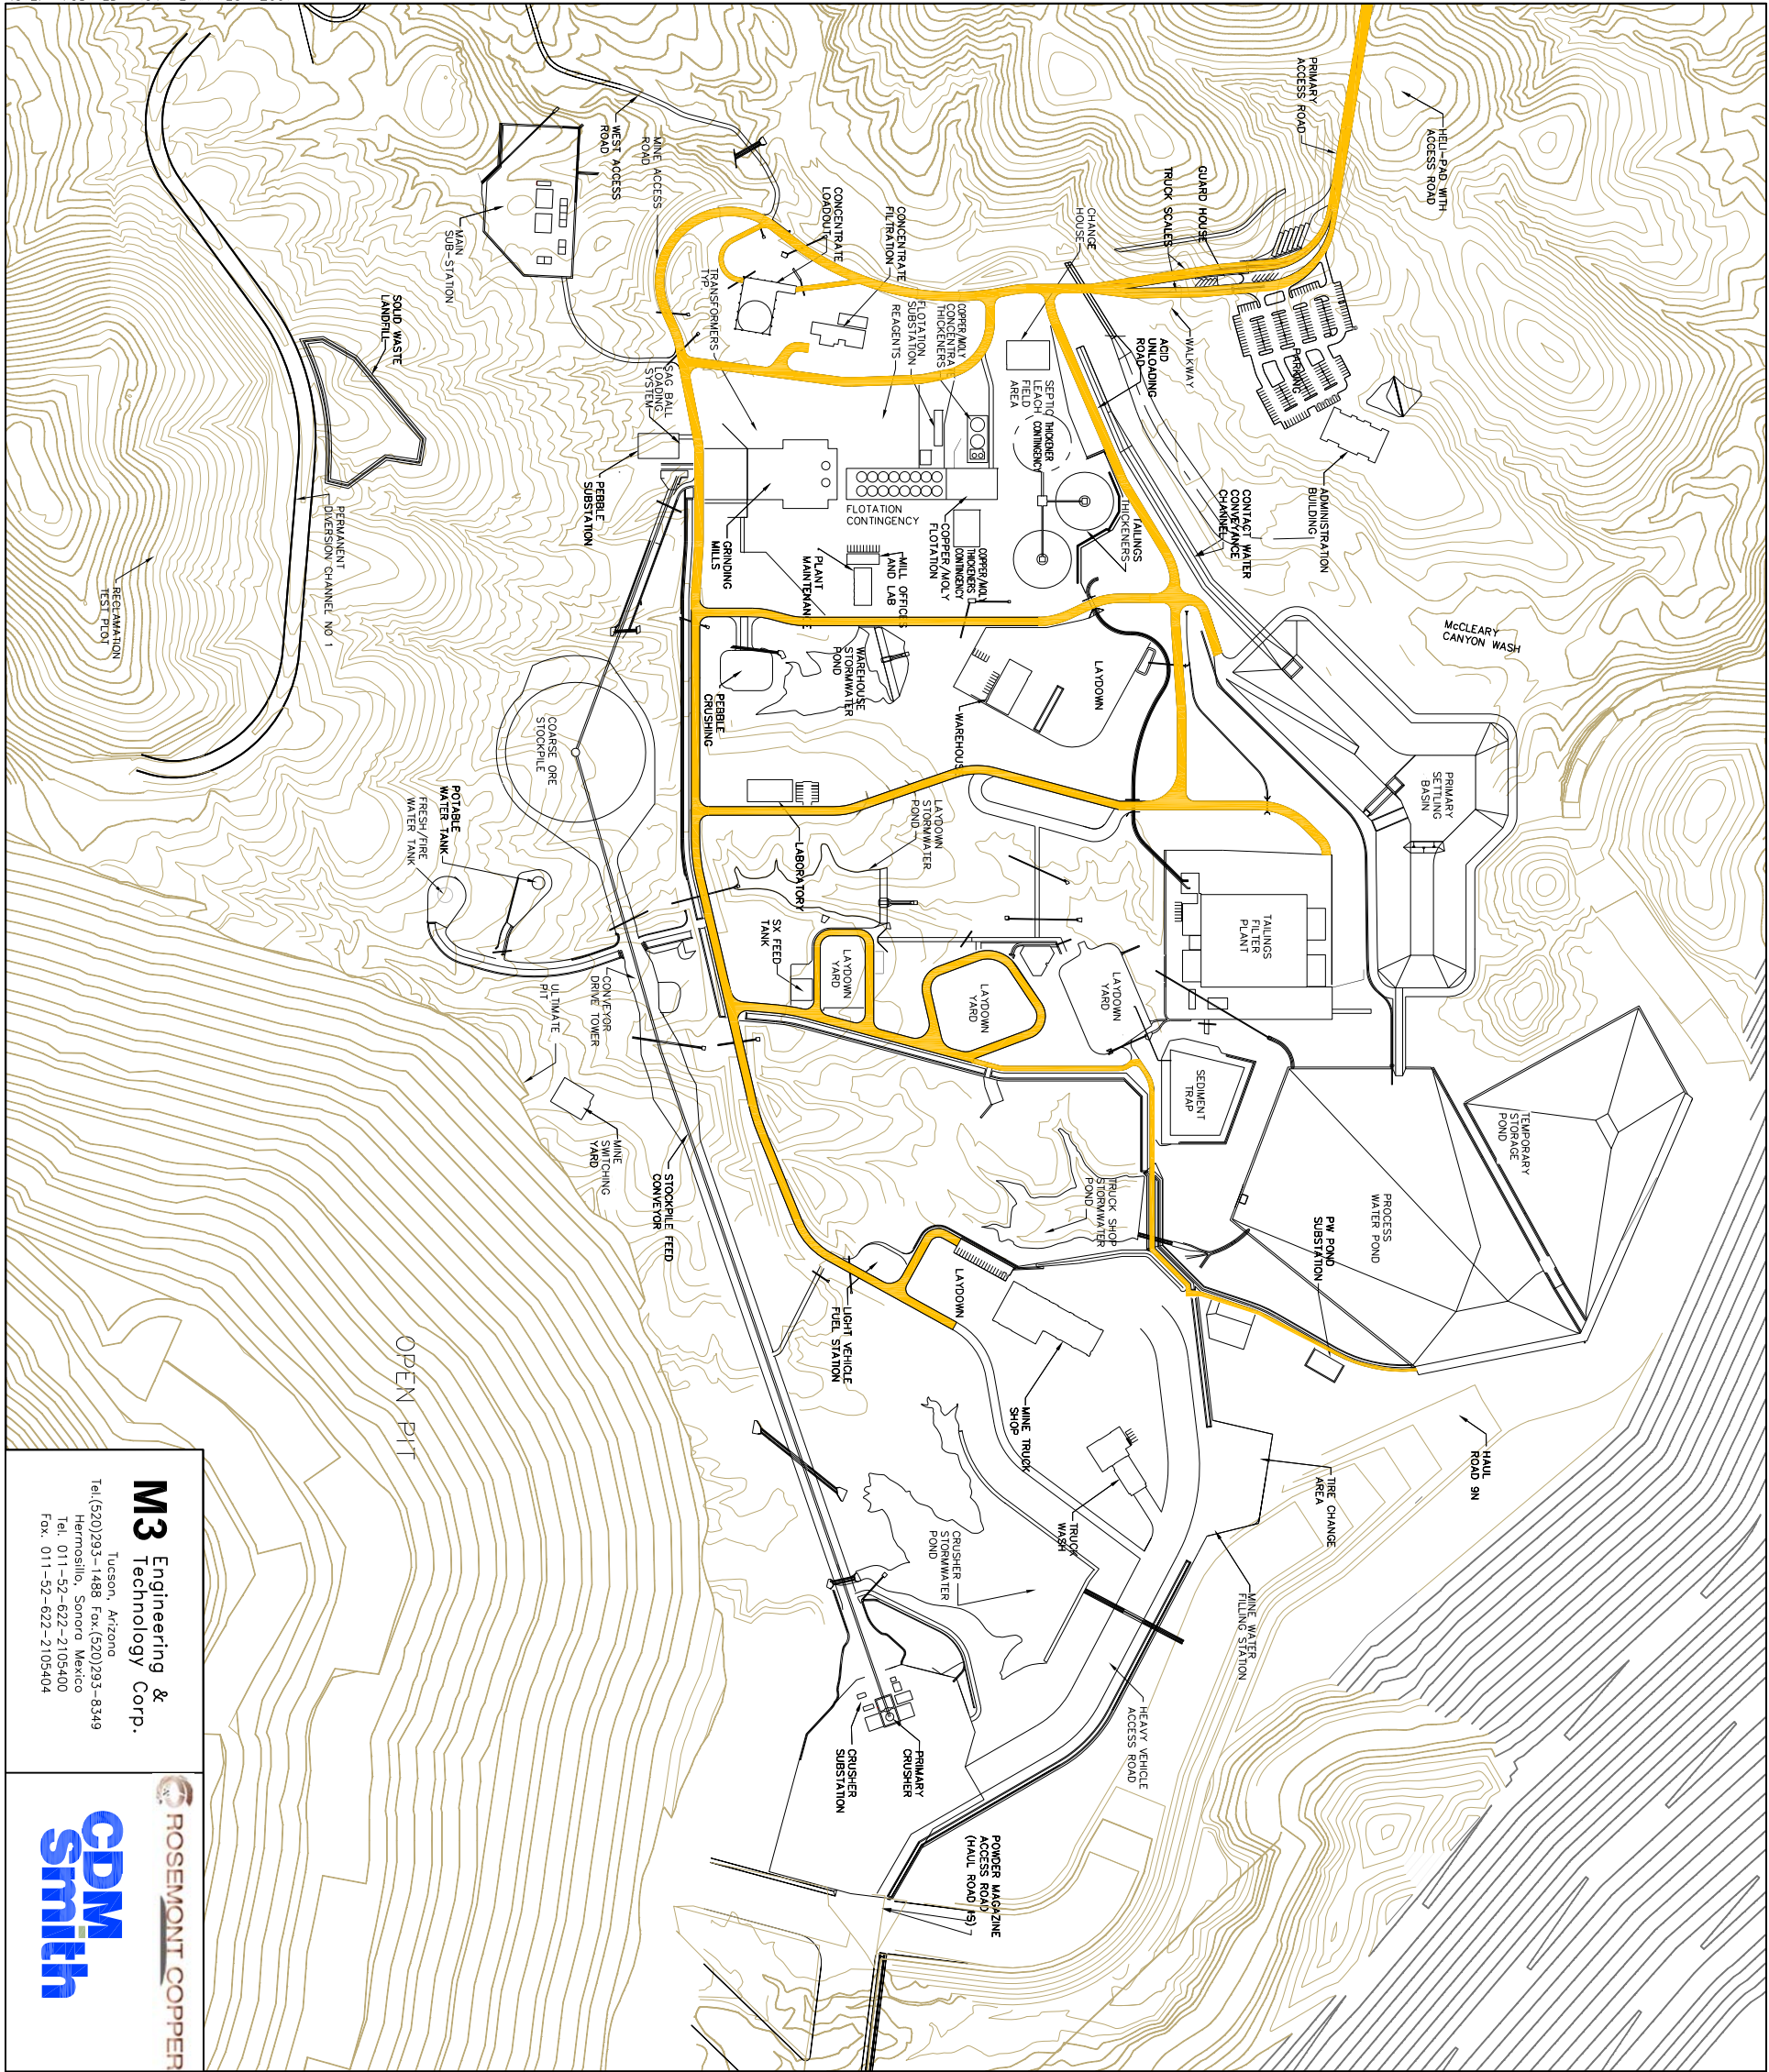 HELI-PAD WITH
ACCESS ROAD
PRIMARY
ACCESS ROAD
GUARD HOUSE
TRUCK SCALES
CHANGE
HOUSE
WALKWAY
PARKING
ACID
UNLOADING
ROAD
ADMINISTRATION
BUILDING
CONTACT WATER
CONVEYANCE
CHANNEL
McCLEARY
CANYON WASH
WEST ACCESS
ROAD
MINE ACCESS
ROAD
MAIN
SUB-STATION
CONCENTRATE
LOADOUT
CONCENTRATE
FILTRATION
TRANSFORMERS
TYP.
REAGENTS
FLOTATION
SUBSTATION
COPPER/MOLY
CONCENTRATE
THICKENERS
SEPTIC
LEACH
FIELD
AREA
THICKENER
CONTINGENCY
TAILINGS
THICKENERS
SAG BALL
LOADING
SYSTEM
PEBBLE
SUBSTATION
GRINDING
MILLS
FLOTATION
CONTINGENCY
COPPER/MOLY
FLOTATION
COPPER/MOLY
THICKENERS
CONTINGENCY
MILL OFFICES
AND LAB
PLANT
MAINTENANCE
SOLID WASTE
LANDFILL
PERMANENT
DIVERSION CHANNEL NO 1
RECLAMATION
TEST PLOT
WAREHOUSE
STORMWATER
POND
PEBBLE
CRUSHING
WAREHOUSE
LAYDOWN
PRIMARY
SETTLING
BASIN
COARSE ORE
STOCKPILE
POTABLE
WATER TANK
FRESH/FIRE
WATER TANK
LABORATORY
LAYDOWN
STORMWATER
POND
SX FEED
TANK
LAYDOWN
YARD
LAYDOWN
YARD
LAYDOWN
YARD
TAILINGS
FILTER
PLANT
SEDIMENT
TRAP
TEMPORARY
STORAGE
POND
PROCESS
WATER POND
PW POND
SUBSTATION
CONVEYOR
DRIVE TOWER
ULTIMATE
PIT
MINE
SWITCHING
YARD
STOCKPILE FEED
CONVEYOR
TRUCK SHOP
STORMWATER
POND
LIGHT VEHICLE
FUEL STATION
LAYDOWN
MINE TRUCK
SHOP
TRUCK
WASH
HAUL
ROAD 9N
TIRE CHANGE
AREA
MINE WATER
FILLING STATION
CRUSHER
STORMWATER
POND
HEAVY VEHICLE
ACCESS ROAD
PRIMARY
CRUSHER
CRUSHER
SUBSTATION
POWDER MAGAZINE
ACCESS ROAD
(HAUL ROAD 1S)
OPEN PIT
M3 Engineering &
Technology Corp.
Tucson, Arizona
Tel.(520)293-1488 Fax.(520)293-8349
Hermosillo, Sonora Mexico
Tel. 011-52-622-2105400
Fax. 011-52-622-2105404
ROSEMONT COPPER
CDM
Smith